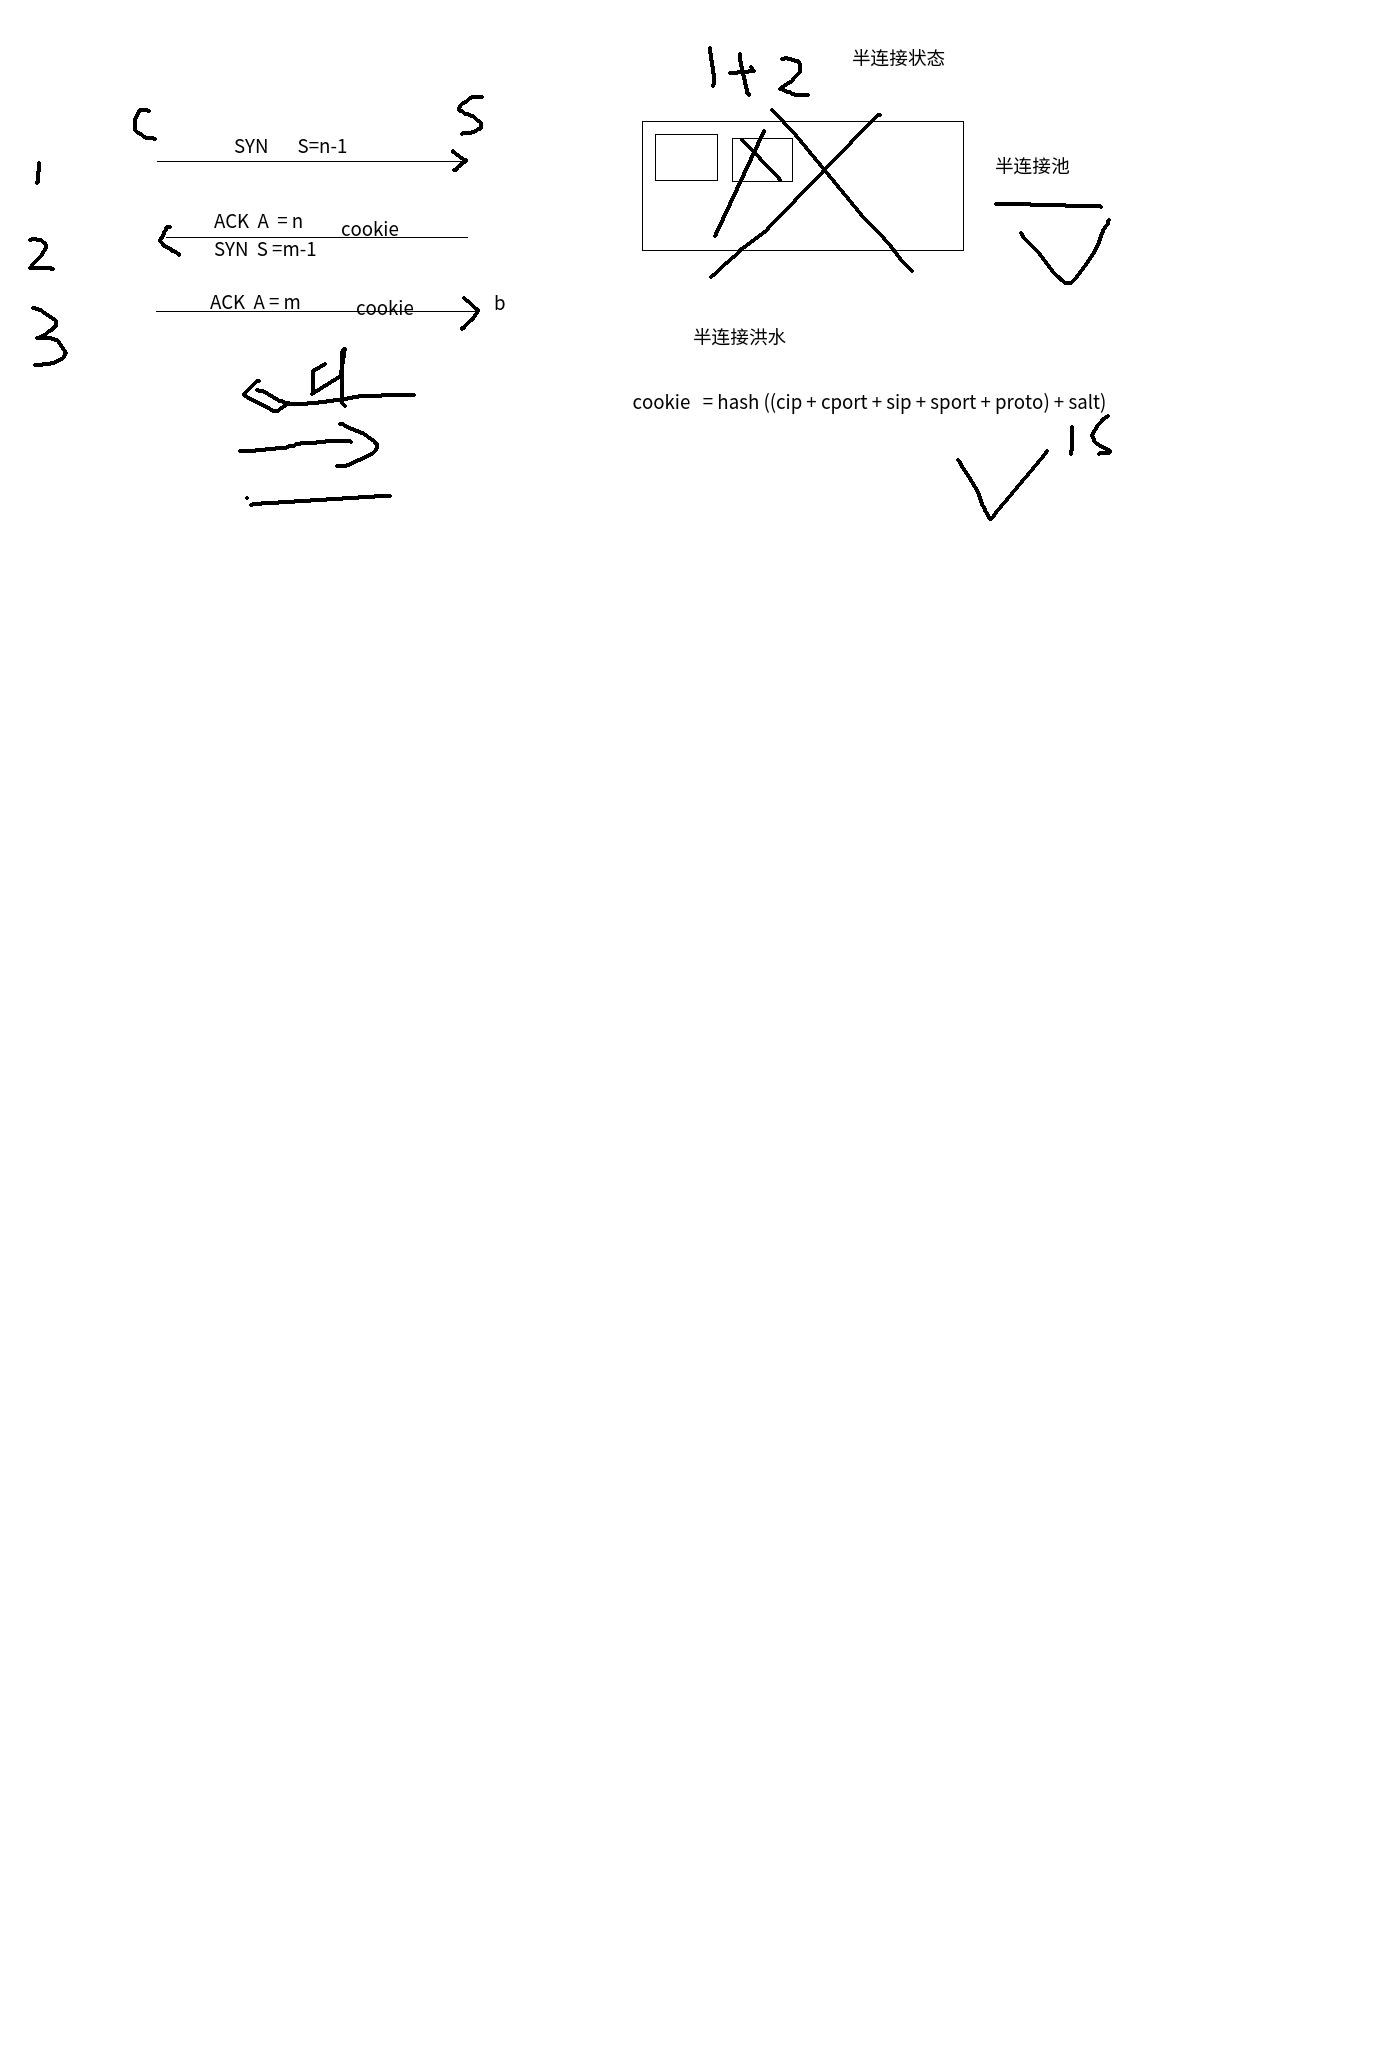 C S
1 SYN S=n-1
2 ACK A = n cookie
SYN S =m-1
3 ACK A = m cookie b
1+2 半连接状态
半连接池
半连接洪水
cookie = hash ((cip + cport + sip + sport + proto) + salt)
1S